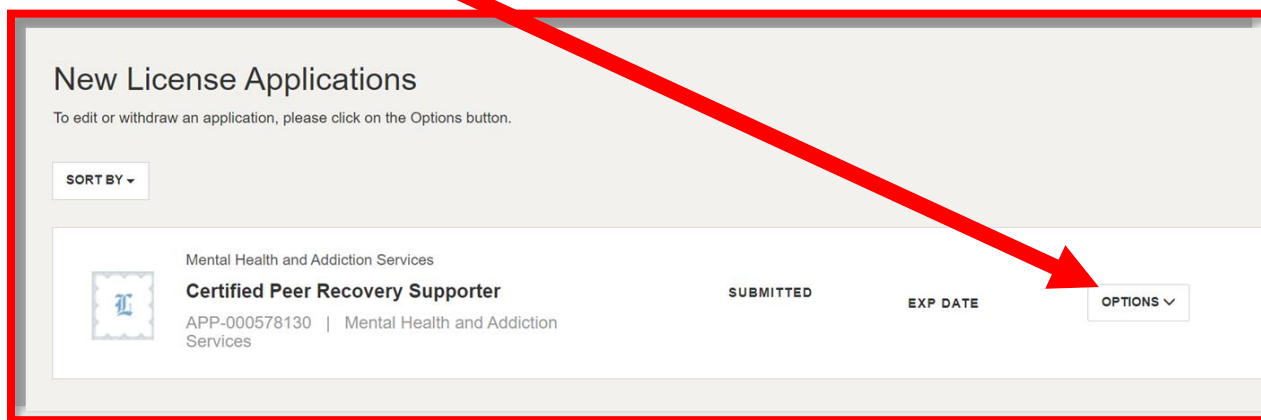 New License Applications
To edit or withdraw an application, please click on the Options button.
SORT BY
Mental Health and Addiction Services
Certified Peer Recovery Supporter
APP-000578130 | Mental Health and Addiction
Services
SUBMITTED
EXP DATE
OPTIONS
L